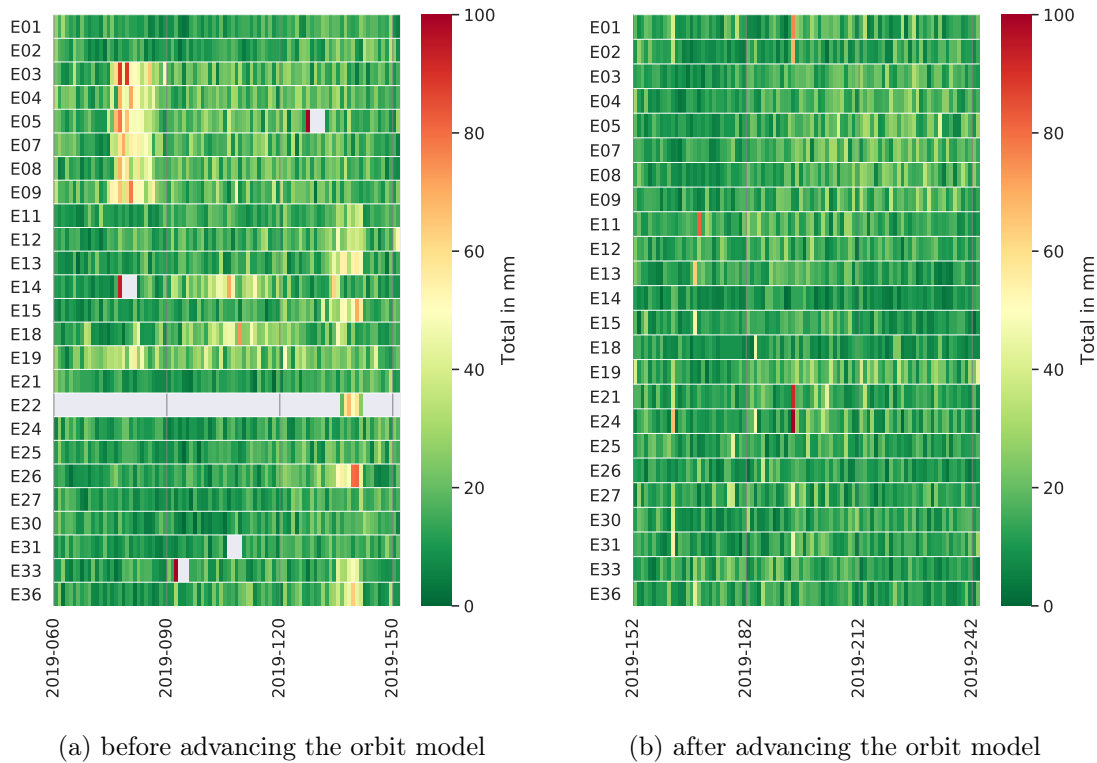 E01
E02
E03
E04
E05
E07
E08
E09
E11
E12
E13
E14
E15
E18
E19
E21
E22
E24
E25
E26
E27
E30
E31
E33
E36
2019-060
2019-090
2019-120
2019-150
100
80
60
40
20
0
Total in mm
(a) before advancing the orbit model
E01
E02
E03
E04
E05
E07
E08
E09
E11
E12
E13
E14
E15
E18
E19
E21
E24
E25
E26
E27
E30
E31
E33
E36
2019-152
2019-182
2019-212
2019-242
100
80
60
40
20
0
Total in mm
(b) after advancing the orbit model